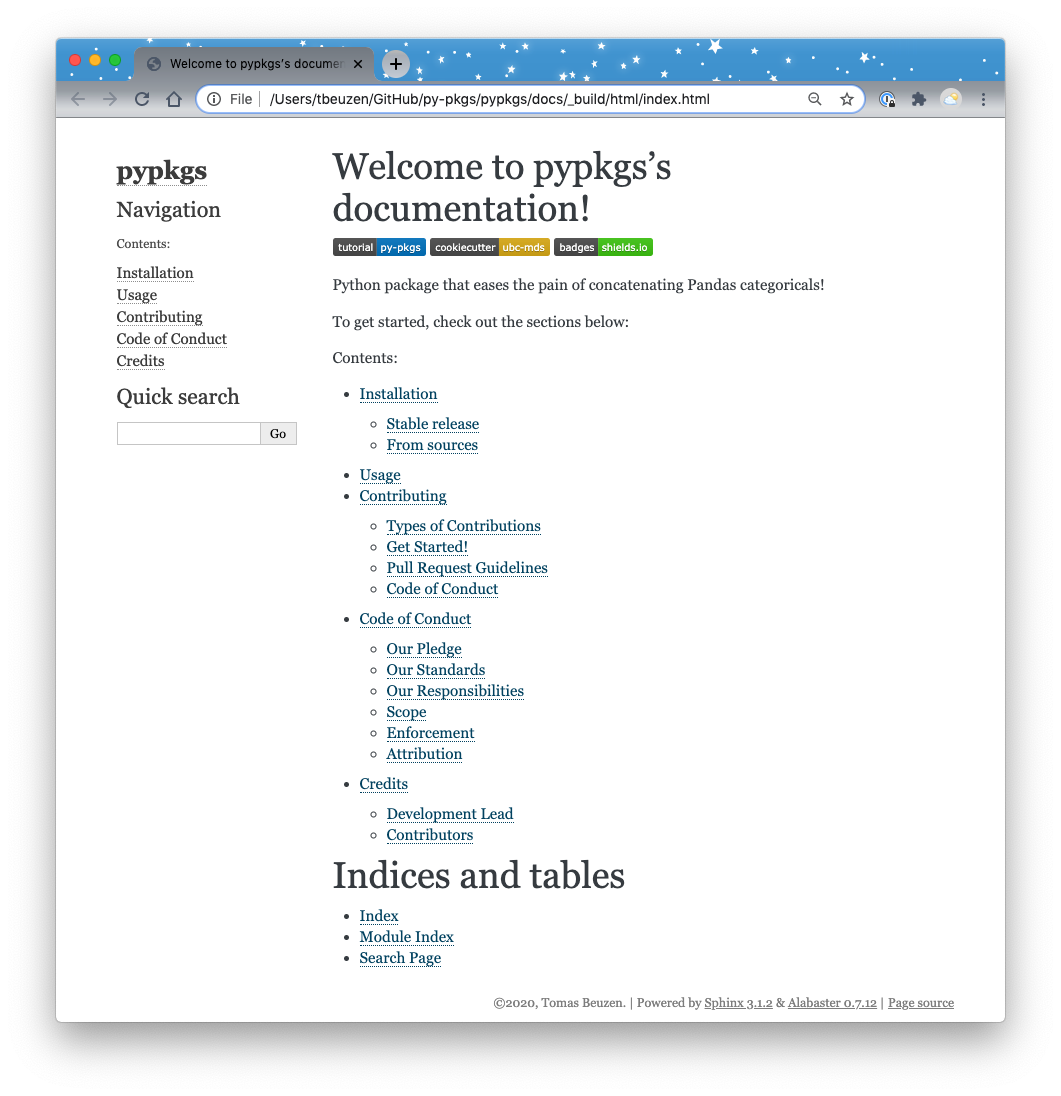 Welcome to pypkgs's documen
File /Users/tbeuzen/GitHub/py-pkgs/pypkgs/docs/_build/html/index.html
pypkgs
Navigation
Contents:
Installation
Usage
Contributing
Code of Conduct
Credits
Quick search
Go
Welcome to pypkgs’s
documentation!
tutorial py-pkgs cookiecutter ubc-mds badges shields.io
Python package that eases the pain of concatenating Pandas categoricals!
To get started, check out the sections below:
Contents:
Installation
Stable release
From sources
Usage
Contributing
Types of Contributions
Get Started!
Pull Request Guidelines
Code of Conduct
Code of Conduct
Our Pledge
Our Standards
Our Responsibilities
Scope
Enforcement
Attribution
Credits
Development Lead
Contributors
Indices and tables
Index
Module Index
Search Page
©2020, Tomas Beuzen. | Powered by Sphinx 3.1.2 & Alabaster 0.7.12 | Page source